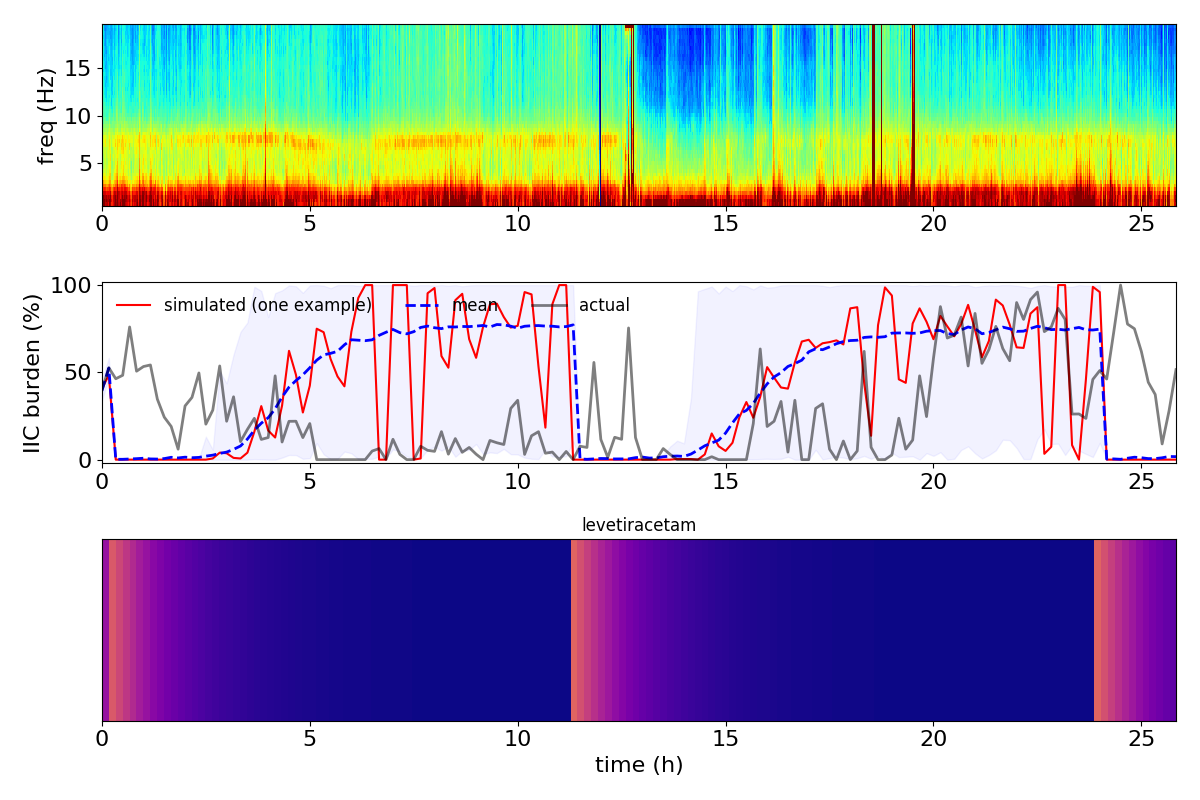 freq (Hz)
15
10
5
0 5 10 15 20 25
IIC burden (%)
100
50
0
simulated (one example) mean actual
0 5 10 15 20 25
levetiracetam
0 5 10 15 20 25
time (h)